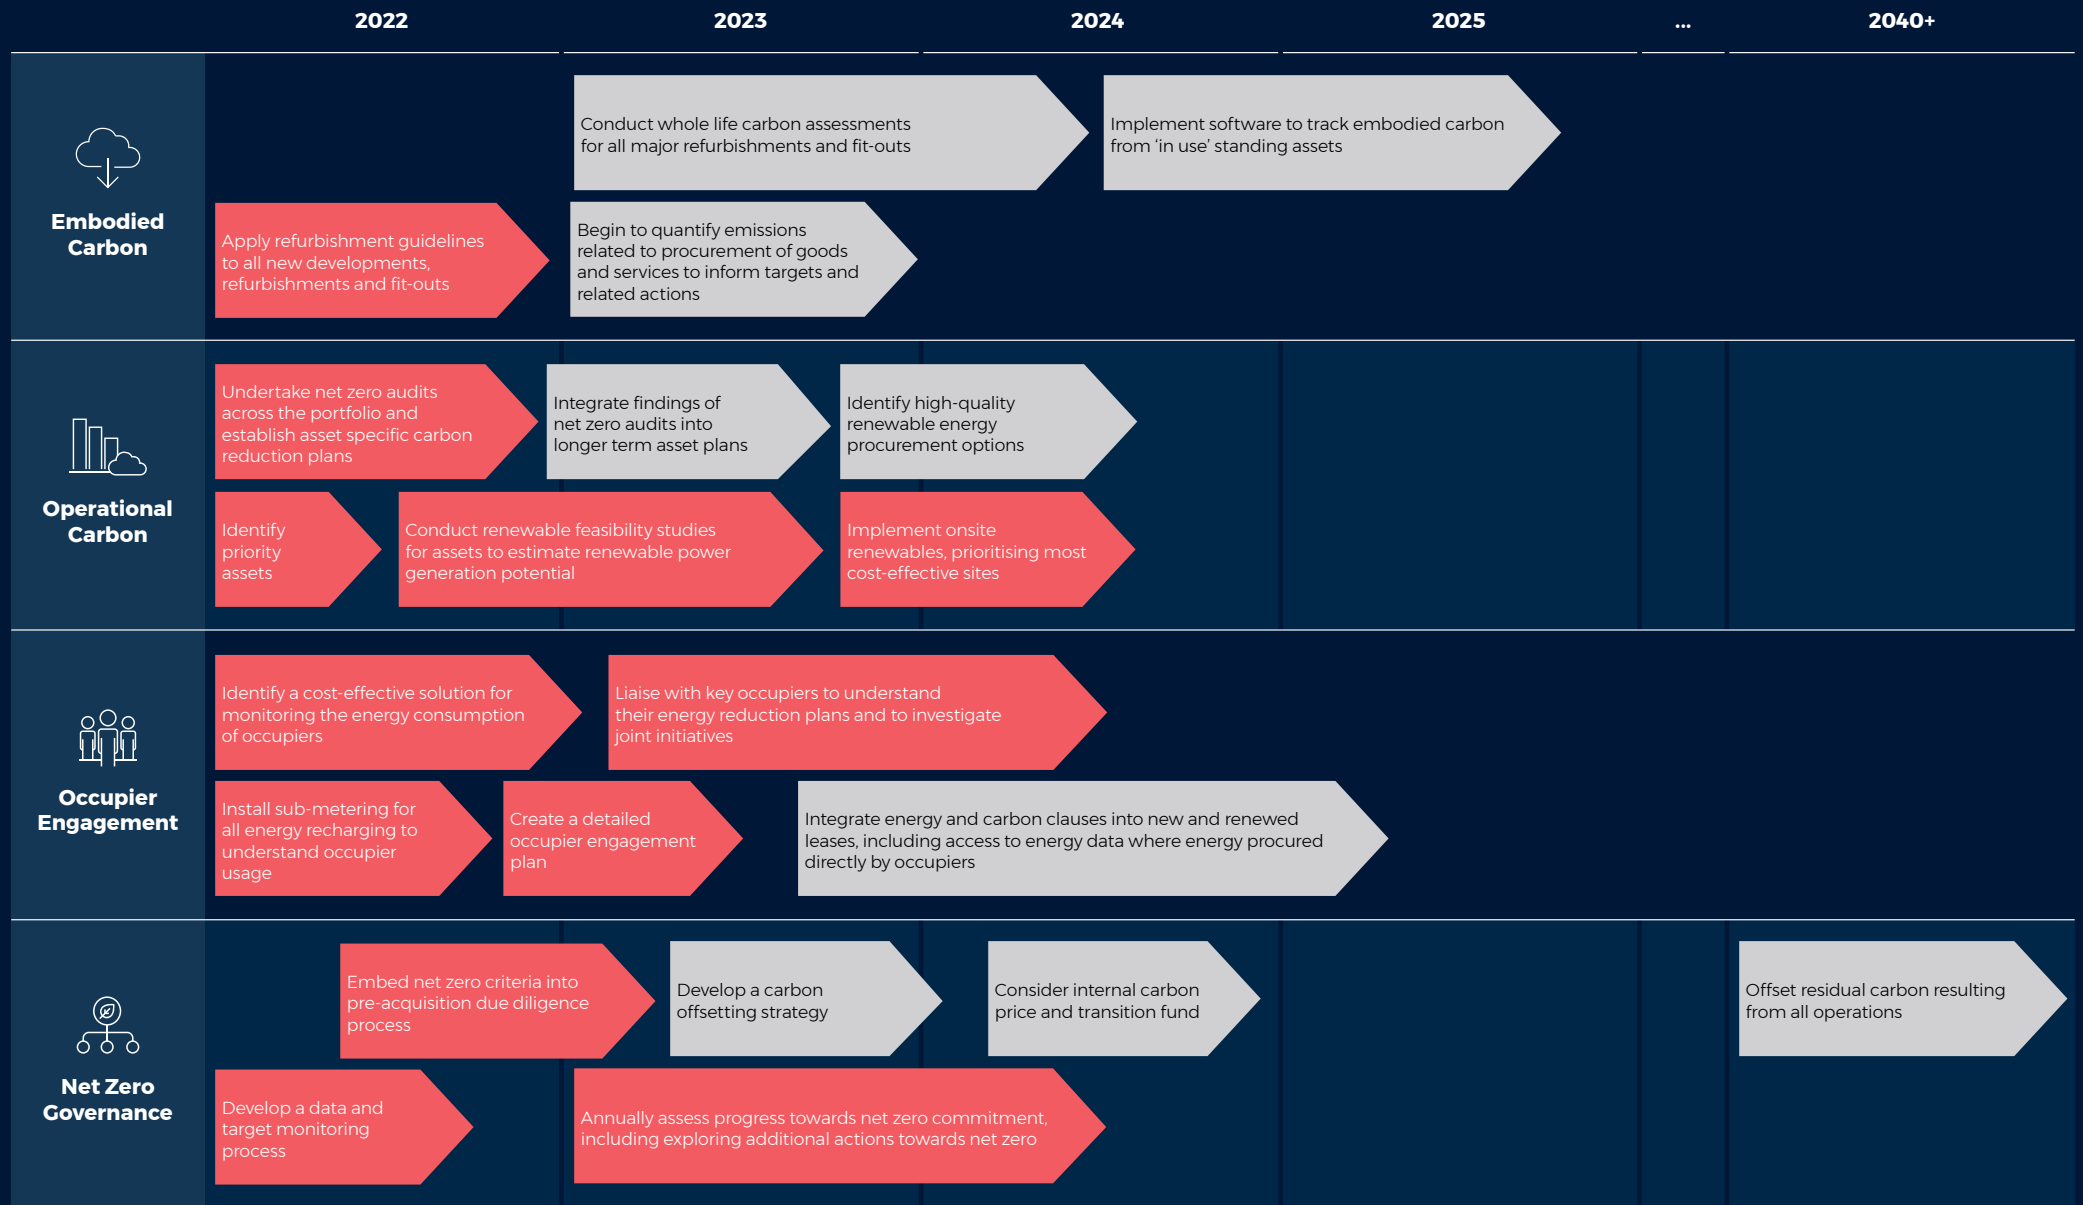 2022
2023
2024
2025
...
2040+
Embodied
Carbon
Conduct whole life carbon assessments
for all major refurbishments and fit-outs
Implement software to track embodied carbon
from ‘in use’ standing assets
Apply refurbishment guidelines
to all new developments,
refurbishments and fit-outs
Begin to quantify emissions
related to procurement of goods
and services to inform targets and
related actions
Operational
Carbon
Undertake net zero audits
across the portfolio and
establish asset specific carbon
reduction plans
Integrate findings of
net zero audits into
longer term asset plans
Identify high-quality
renewable energy
procurement options
Identify
priority
assets
Conduct renewable feasibility studies
for assets to estimate renewable power
generation potential
Implement onsite
renewables, prioritising most
cost-effective sites
Occupier
Engagement
Identify a cost-effective solution for
monitoring the energy consumption
of occupiers
Liaise with key occupiers to understand
their energy reduction plans and to investigate
joint initiatives
Install sub-metering for
all energy recharging to
understand occupier
usage
Create a detailed
occupier engagement
plan
Integrate energy and carbon clauses into new and renewed
leases, including access to energy data where energy procured
directly by occupiers
Net Zero
Governance
Embed net zero criteria into
pre-acquisition due diligence
process
Develop a carbon
offsetting strategy
Consider internal carbon
price and transition fund
Offset residual carbon resulting
from all operations
Develop a data and
target monitoring
process
Annually assess progress towards net zero commitment,
including exploring additional actions towards net zero